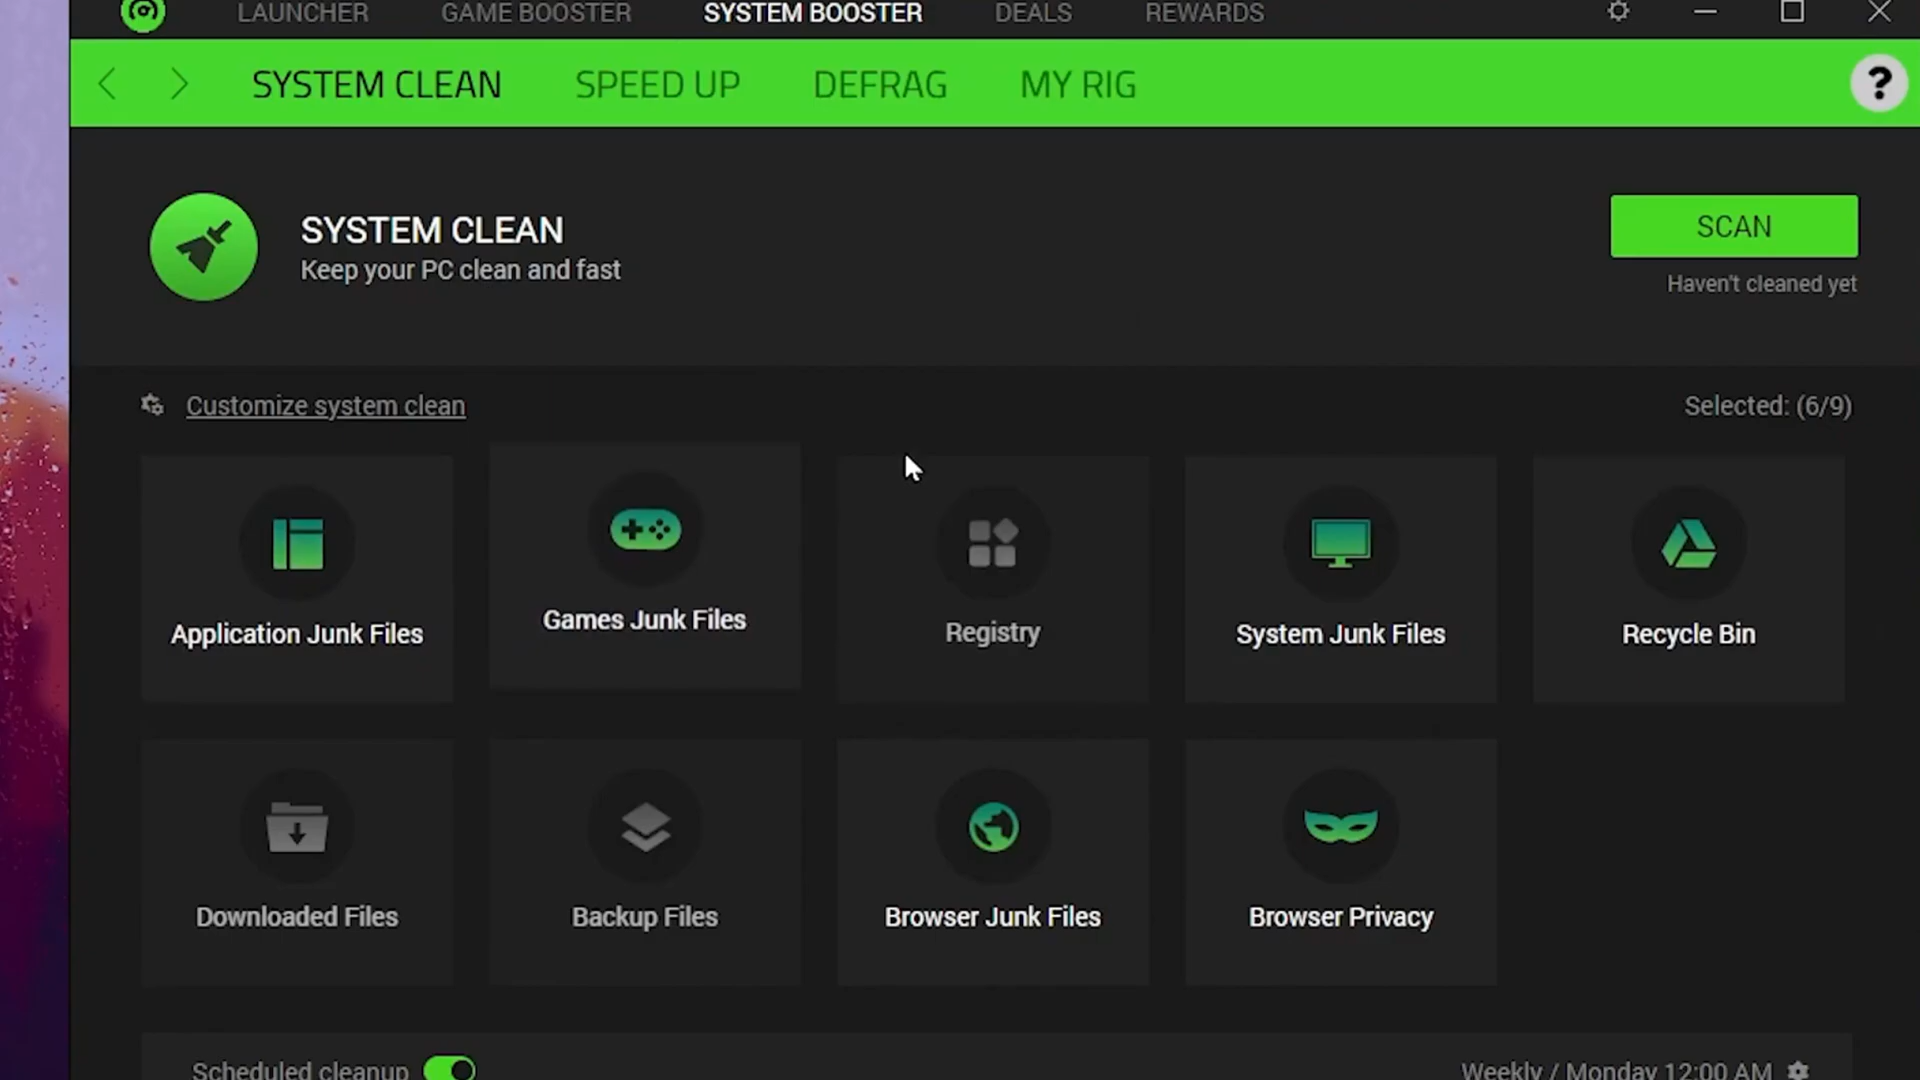 LAUNCHER GAME BOOSTER SYSTEM BOOSTER DEALS REWARDS
SYSTEM CLEAN SPEED UP DEFRAG MY RIG ?
SYSTEM CLEAN
Keep your PC clean and fast
SCAN
Haven't cleaned yet
Customize system clean Selected: (6/9)
Application Junk Files Games Junk Files Registry System Junk Files Recycle Bin
Downloaded Files Backup Files Browser Junk Files Browser Privacy
Scheduled cleanup Weekly / Monday 12:00 AM